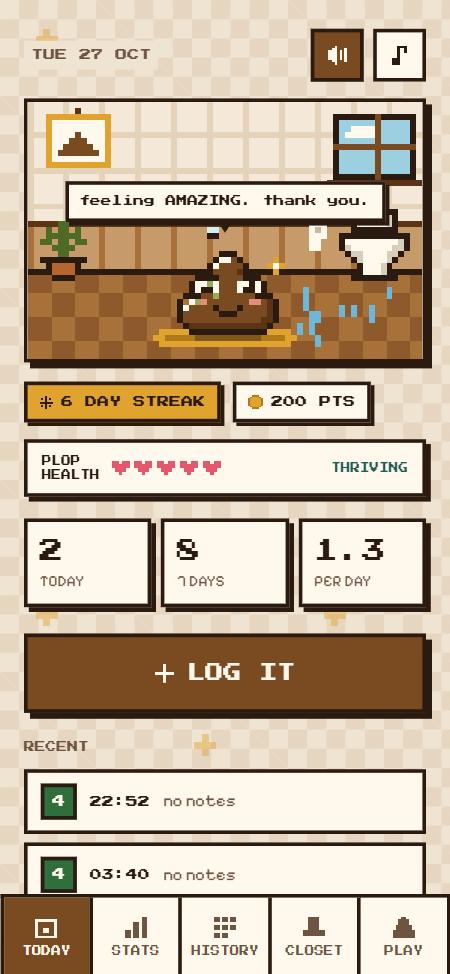 TUE 27 OCT
feeling AMAZING. thank you.
6 DAY STREAK
200 PTS
PLOP
HEALTH
THRIVING
2
TODAY
8
7 DAYS
1.3
PER DAY
+ LOG IT
RECENT
4 22:52 no notes
4 03:40 no notes
TODAY
STATS
HISTORY
CLOSET
PLAY